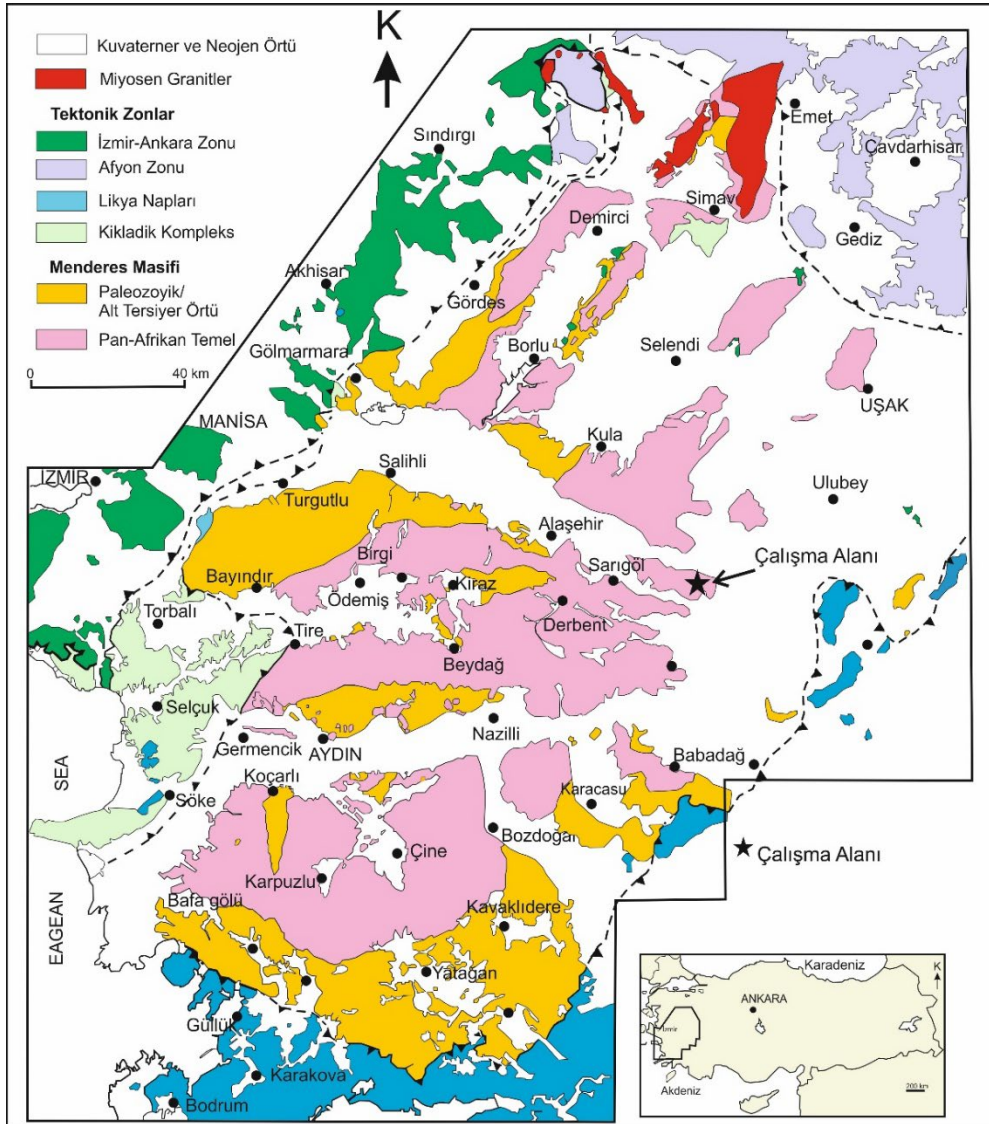 Kuvaterner ve Neojen Örtü
Miyosen Granitler
Tektonik Zonlar
İzmir-Ankara Zonu
Afyon Zonu
Likya Napları
Kikladik Kompleks
Menderes Masifi
Paleozoyik/
Alt Tersiyer Örtü
Pan-Afrikan Temel
0 40 km
K
Sındırgı
Emet
Çavdarhisar
Simav
Demirci
Gediz
Akhisar
Gördes
Borlu
Selendi
Gölmarmara
UŞAK
MANİSA
Kula
İZMİR
Salihli
Turgutlu
Ulubey
Alaşehir
Çalışma Alanı
Birgi
Sarıgöl
Bayındır
Ödemiş
Kiraz
Torbalı
Derbent
Tire
Beydağ
Selçuk
Nazilli
Germencik
AYDIN
Babadağ
SEA
Koçarlı
Karacasu
Söke
Bozdoğal
Çine
Çalışma Alanı
Karpuzlu
Bafa gölü
Kavaklıdere
EAGEAN
Yatağan
Güllük
Karakova
Bodrum
Karadeniz
K
ANKARA
İzmir
Akdeniz
200 km